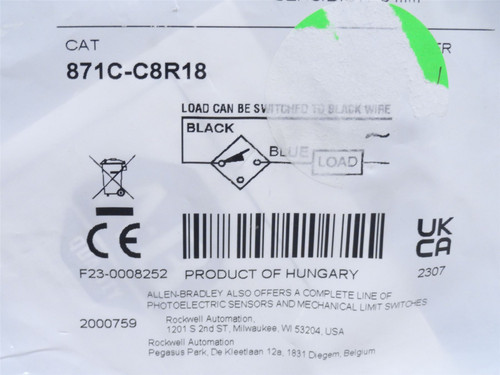 CAT
871C-C8R18
LOAD CAN BE SWITCHED TO BLACK WIRE
BLACK
BLUE
LOAD
CE
UK
CA
F23-0008252
PRODUCT OF HUNGARY
2307
ALLEN-BRADLEY ALSO OFFERS A COMPLETE LINE OF
PHOTOELECTRIC SENSORS AND MECHANICAL LIMIT SWITCHES
2000759
Rockwell Automation,
1201 S 2nd ST, Milwaukee, WI 53204, USA
Rockwell Automation
Pegasus Park, De Kleetlaan 12a, 1831 Diegem, Belgium